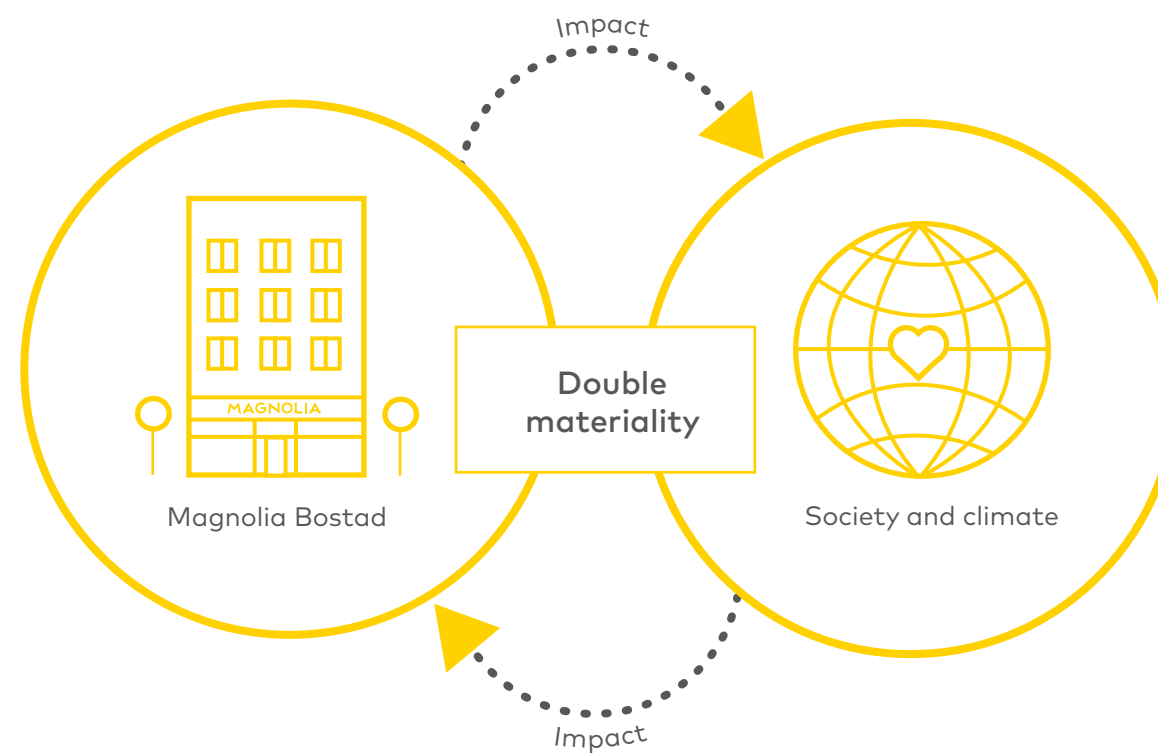 Impact
MAGNOLIA
Double
materiality
Magnolia Bostad
Society and climate
Impact